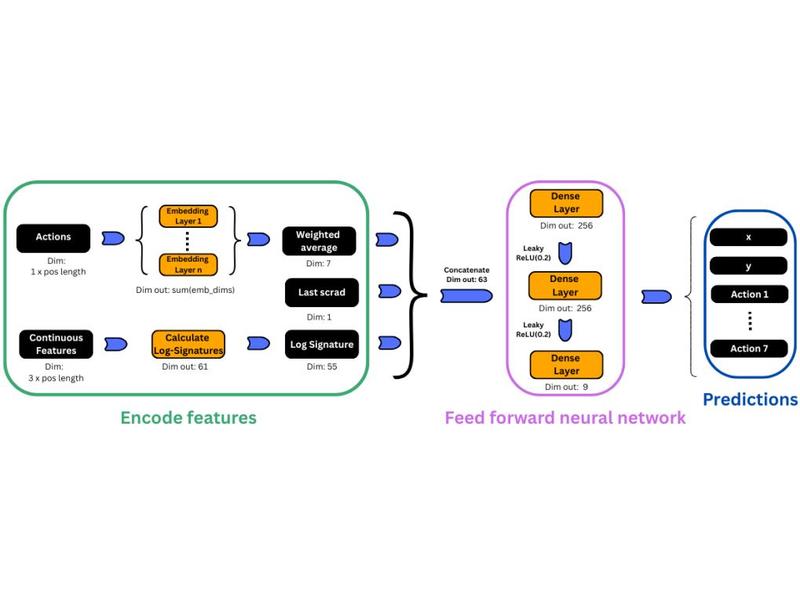 Actions
Dim:
1 x pos length
Embedding
Layer 1
Embedding
Layer n
Dim out: sum(emb_dims)
Weighted
average
Dim: 7
Last scrad
Dim: 1
Continuous
Features
Dim:
3 x pos length
Calculate
Log-Signatures
Dim out: 61
Log Signature
Dim: 55
Encode features
Concatenate
Dim out: 63
Dense
Layer
Dim out: 256
Leaky
ReLU(0.2)
Dense
Layer
Dim out: 256
Leaky
ReLU(0.2)
Dense
Layer
Dim out: 9
Feed forward neural network
x
y
Action 1
Action 7
Predictions